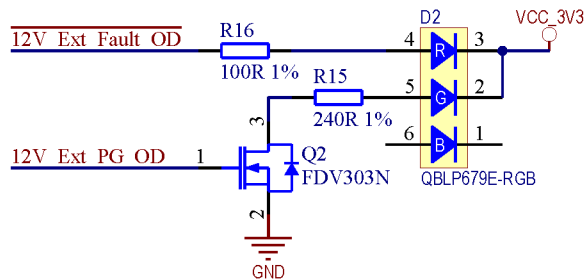 D2
VCC_3V3
12V Ext Fault OD
R16
4
R
3
100R 1%
R15
5
G
2
3
240R 1%
6
B
1
12V Ext PG OD
1
Q2
FDV303N
QBLP679E-RGB
2
GND